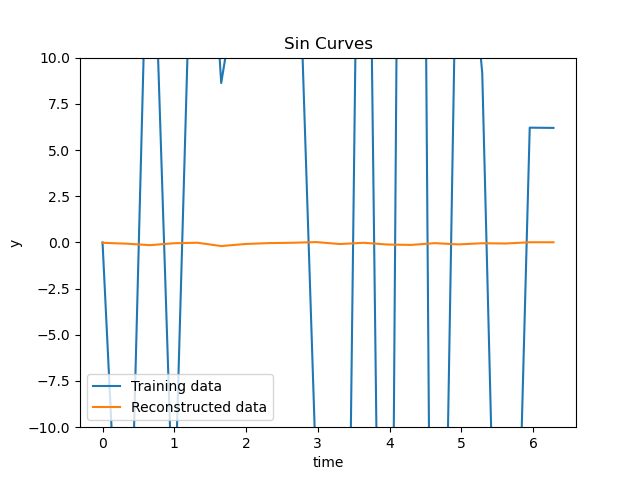 Sin Curves
10.0
7.5
5.0
2.5
0.0
−2.5
−5.0
−7.5
−10.0
y
Training data
Reconstructed data
0 1 2 3 4 5 6
time